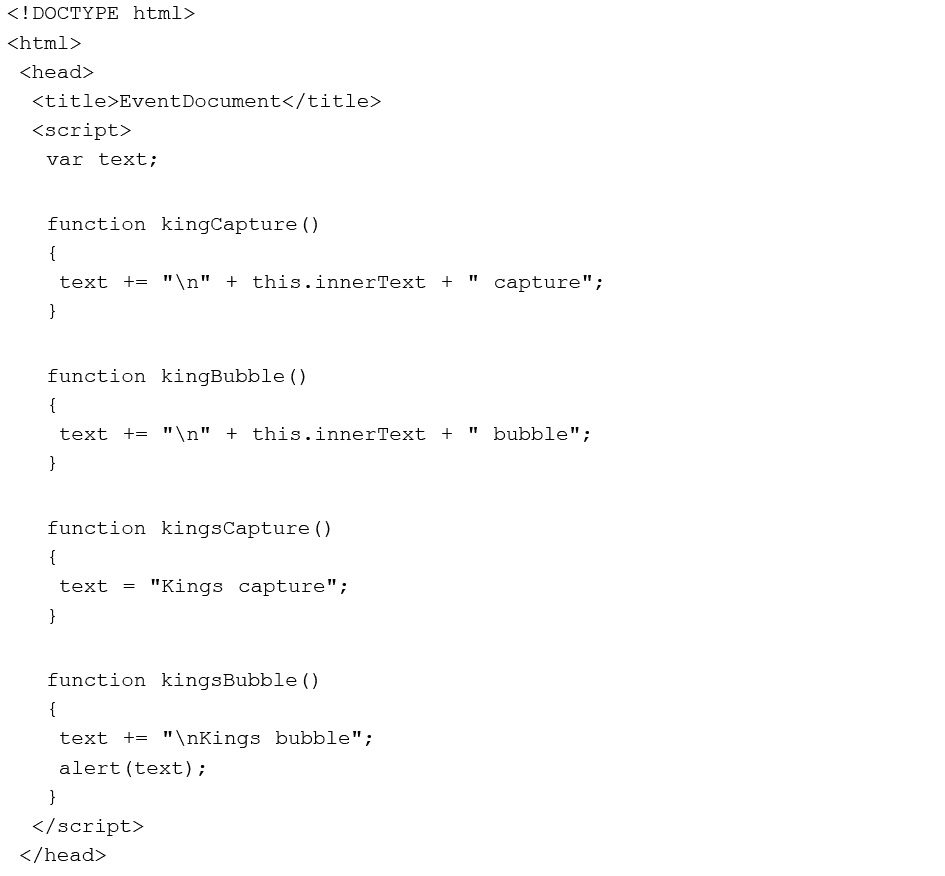 <!DOCTYPE html>
<html>
<head>
<title>EventDocument</title>
<script>
var text;
function kingCapture()
{
text += "\n" + this.innerText + " capture";
}
function kingBubble()
{
text += "\n" + this.innerText + " bubble";
}
function kingsCapture()
{
text = "Kings capture";
}
function kingsBubble()
{
text += "\nKings bubble";
alert(text);
}
</script>
</head>